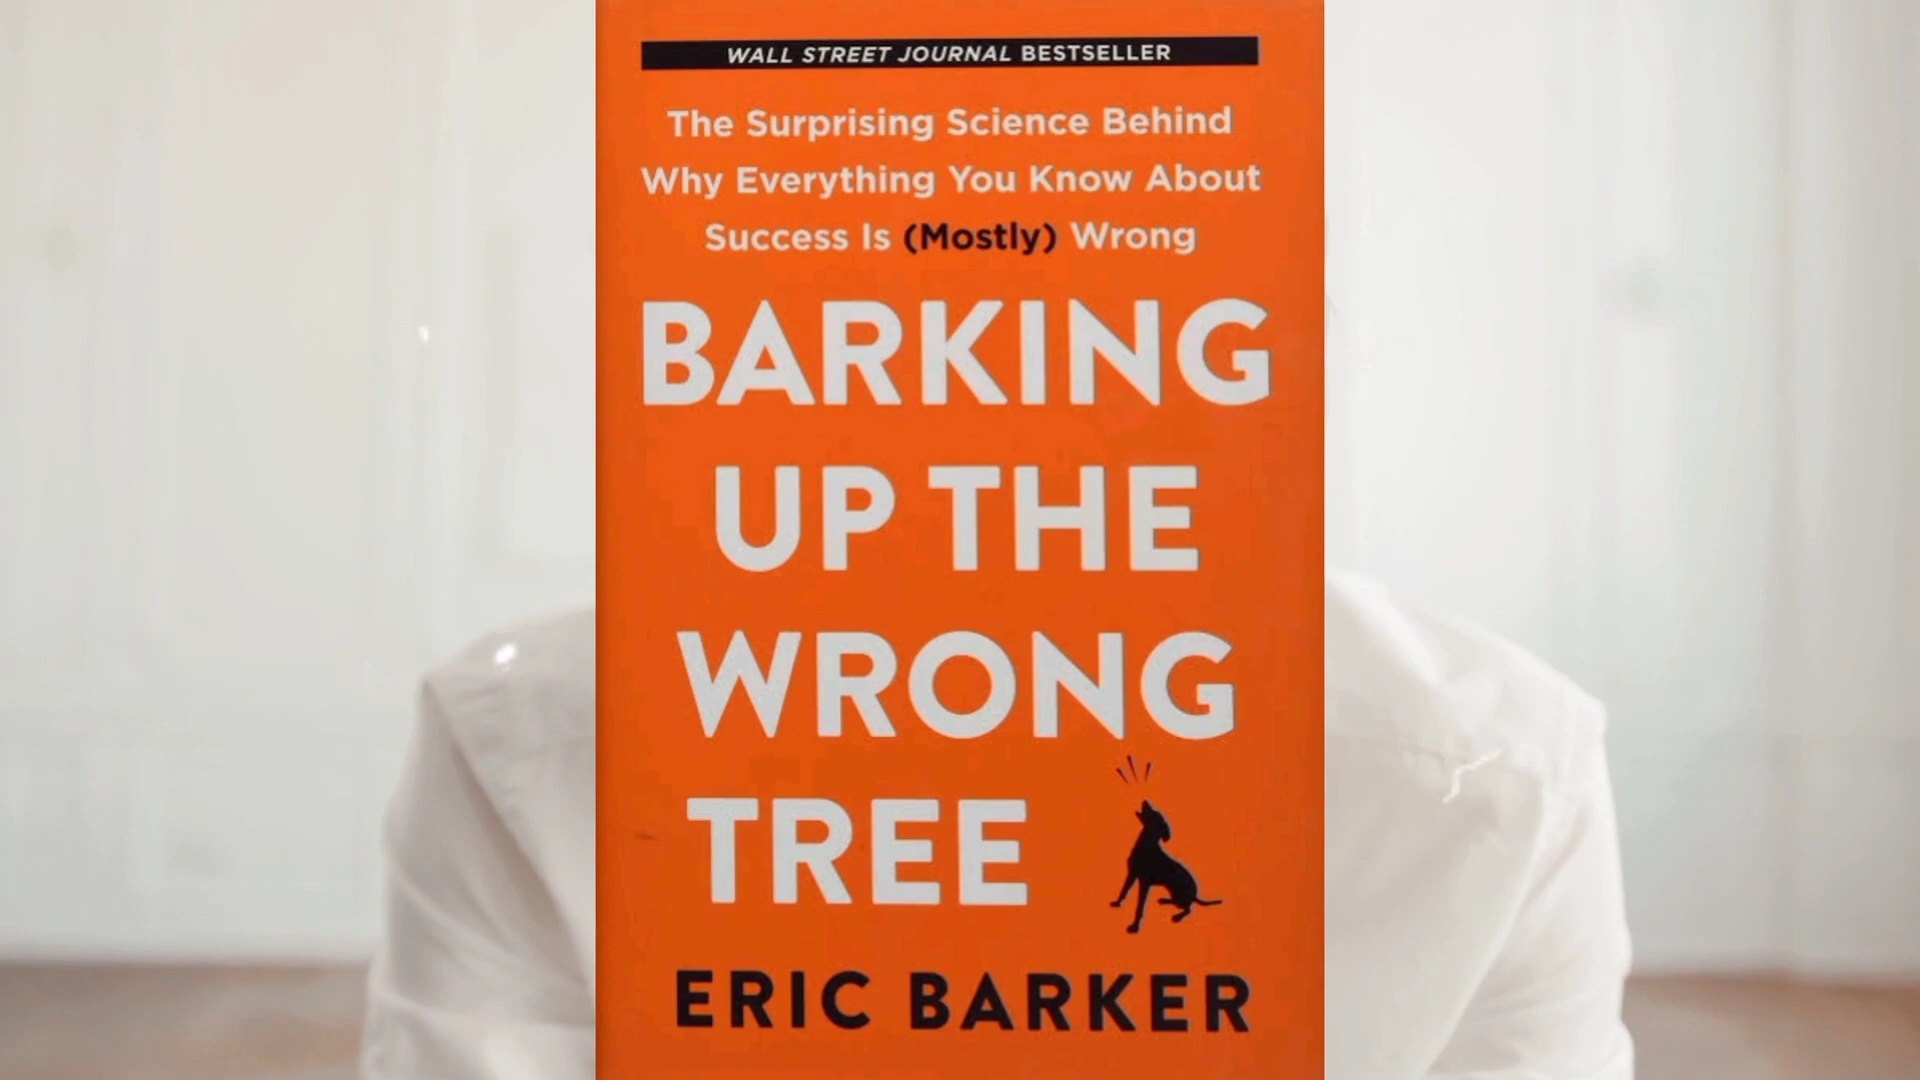 WALL STREET JOURNAL BESTSELLER
The Surprising Science Behind
Why Everything You Know About
Success Is (Mostly) Wrong
BARKING
UP THE
WRONG
TREE
ERIC BARKER